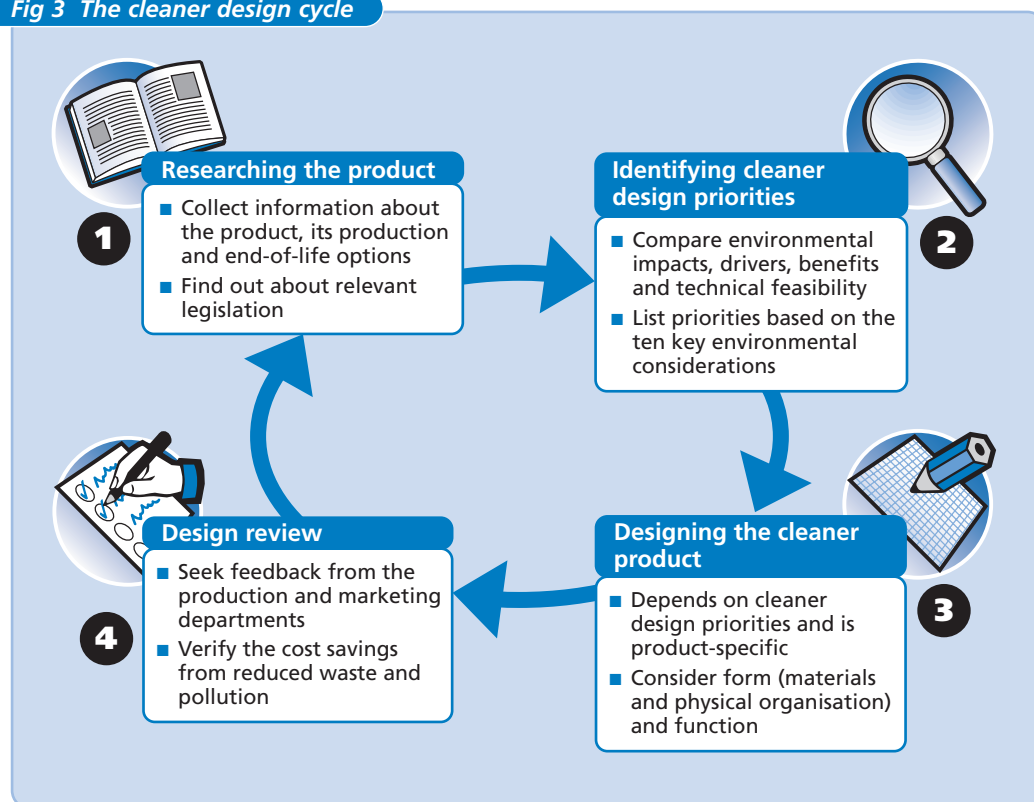 Fig 3 The cleaner design cycle
1
Researching the product
■ Collect information about
the product, its production
and end-of-life options
■ Find out about relevant
legislation
2
Identifying cleaner
design priorities
■ Compare environmental
impacts, drivers, benefits
and technical feasibility
■ List priorities based on the
ten key environmental
considerations
3
Designing the cleaner
product
■ Depends on cleaner
design priorities and is
product-specific
■ Consider form (materials
and physical organisation)
and function
4
Design review
■ Seek feedback from the
production and marketing
departments
■ Verify the cost savings
from reduced waste and
pollution